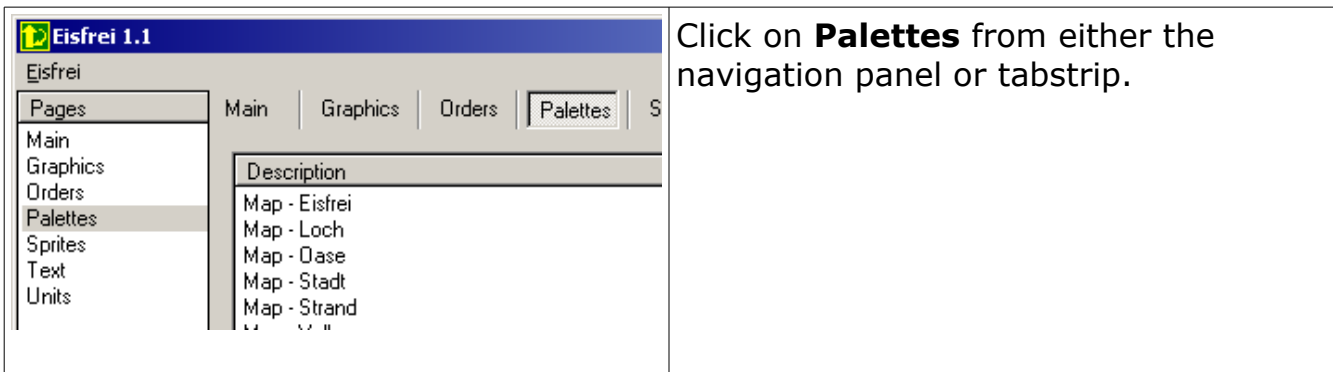 Eisfrei 1.1
Eisfrei
Pages
Main
Graphics
Orders
Palettes
Sprites
Text
Units
Main Graphics Orders Palettes S
Description
Map - Eisfrei
Map - Loch
Map - Oase
Map - Stadt
Map - Strand
Click on Palettes from either the
navigation panel or tabstrip.